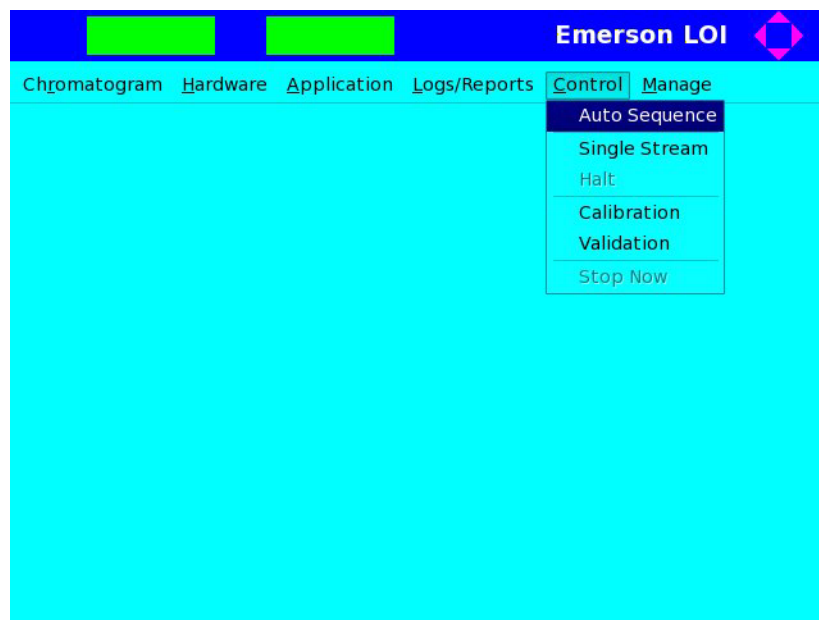 Emerson LOI
Chromatogram Hardware Application Logs/Reports Control Manage
Auto Sequence
Single Stream
Halt
Calibration
Validation
Stop Now